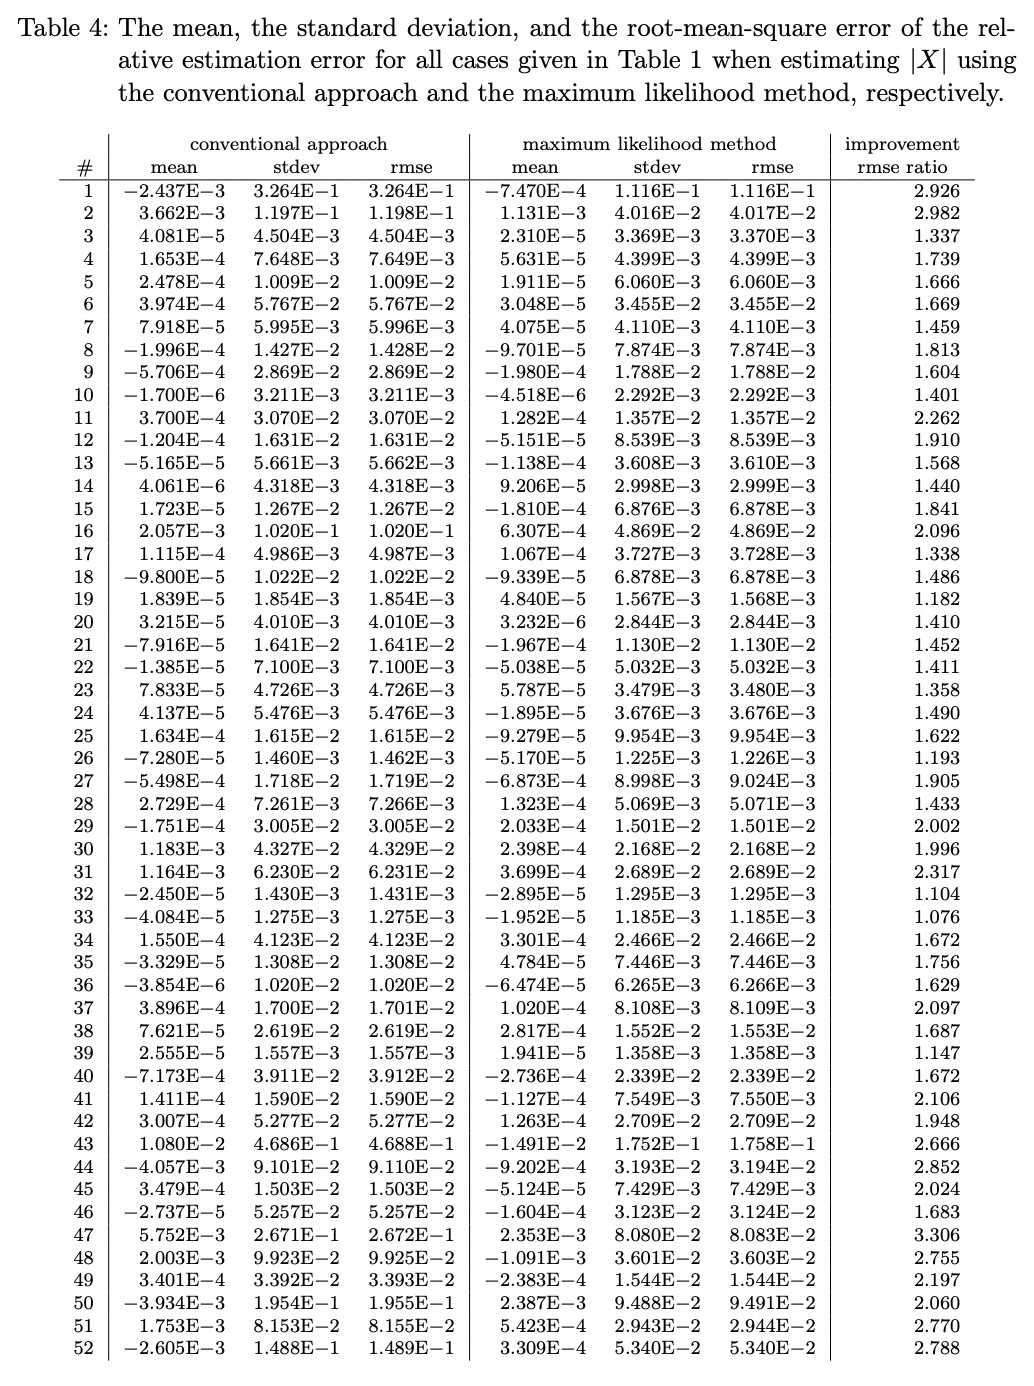 Table 4: The mean, the standard deviation, and the root-mean-square error of the rel-
ative estimation error for all cases given in Table 1 when estimating |X| using
the conventional approach and the maximum likelihood method, respectively.
conventional approach maximum likelihood method improvement
# mean stdev rmse mean stdev rmse rmse ratio
1 −2.437E−3 3.264E−1 3.264E−1 −7.470E−4 1.116E−1 1.116E−1 2.926
2 3.662E−3 1.197E−1 1.198E−1 1.131E−3 4.016E−2 4.017E−2 2.982
3 4.081E−5 4.504E−3 4.504E−3 2.310E−5 3.369E−3 3.370E−3 1.337
4 1.653E−4 7.648E−3 7.649E−3 5.631E−5 4.399E−3 4.399E−3 1.739
5 2.478E−4 1.009E−2 1.009E−2 1.911E−5 6.060E−3 6.060E−3 1.666
6 3.974E−4 5.767E−2 5.767E−2 3.048E−5 3.455E−2 3.455E−2 1.669
7 7.918E−5 5.995E−3 5.996E−3 4.075E−5 4.110E−3 4.110E−3 1.459
8 −1.996E−4 1.427E−2 1.428E−2 −9.701E−5 7.874E−3 7.874E−3 1.813
9 −5.706E−4 2.869E−2 2.869E−2 −1.980E−4 1.788E−2 1.788E−2 1.604
10 −1.700E−6 3.211E−3 3.211E−3 −4.518E−6 2.292E−3 2.292E−3 1.401
11 3.700E−4 3.070E−2 3.070E−2 1.282E−4 1.357E−2 1.357E−2 2.262
12 −1.204E−4 1.631E−2 1.631E−2 −5.151E−5 8.539E−3 8.539E−3 1.910
13 −5.165E−5 5.661E−3 5.662E−3 −1.138E−4 3.608E−3 3.610E−3 1.568
14 4.061E−6 4.318E−3 4.318E−3 9.206E−5 2.998E−3 2.999E−3 1.440
15 1.723E−5 1.267E−2 1.267E−2 −1.810E−4 6.876E−3 6.878E−3 1.841
16 2.057E−3 1.020E−1 1.020E−1 6.307E−4 4.869E−2 4.869E−2 2.096
17 1.115E−4 4.986E−3 4.987E−3 1.067E−4 3.727E−3 3.728E−3 1.338
18 −9.800E−5 1.022E−2 1.022E−2 −9.339E−5 6.878E−3 6.878E−3 1.486
19 1.839E−5 1.854E−3 1.854E−3 4.840E−5 1.567E−3 1.568E−3 1.182
20 3.215E−5 4.010E−3 4.010E−3 3.232E−6 2.844E−3 2.844E−3 1.410
21 −7.916E−5 1.641E−2 1.641E−2 −1.967E−4 1.130E−2 1.130E−2 1.452
22 −1.385E−5 7.100E−3 7.100E−3 −5.038E−5 5.032E−3 5.032E−3 1.411
23 7.833E−5 4.726E−3 4.726E−3 5.787E−5 3.479E−3 3.480E−3 1.358
24 4.137E−5 5.476E−3 5.476E−3 −1.895E−5 3.676E−3 3.676E−3 1.490
25 1.634E−4 1.615E−2 1.615E−2 −9.279E−5 9.954E−3 9.954E−3 1.622
26 −7.280E−5 1.460E−3 1.462E−3 −5.170E−5 1.225E−3 1.226E−3 1.193
27 −5.498E−4 1.718E−2 1.719E−2 −6.873E−4 8.998E−3 9.024E−3 1.905
28 2.729E−4 7.261E−3 7.266E−3 1.323E−4 5.069E−3 5.071E−3 1.433
29 −1.751E−4 3.005E−2 3.005E−2 2.033E−4 1.501E−2 1.501E−2 2.002
30 1.183E−3 4.327E−2 4.329E−2 2.398E−4 2.168E−2 2.168E−2 1.996
31 1.164E−3 6.230E−2 6.231E−2 3.699E−4 2.689E−2 2.689E−2 2.317
32 −2.450E−5 1.430E−3 1.431E−3 −2.895E−5 1.295E−3 1.295E−3 1.104
33 −4.084E−5 1.275E−3 1.275E−3 −1.952E−5 1.185E−3 1.185E−3 1.076
34 1.550E−4 4.123E−2 4.123E−2 3.301E−4 2.466E−2 2.466E−2 1.672
35 −3.329E−5 1.308E−2 1.308E−2 4.784E−5 7.446E−3 7.446E−3 1.756
36 −3.854E−6 1.020E−2 1.020E−2 −6.474E−5 6.265E−3 6.266E−3 1.629
37 3.896E−4 1.700E−2 1.701E−2 1.020E−4 8.108E−3 8.109E−3 2.097
38 7.621E−5 2.619E−2 2.619E−2 2.817E−4 1.552E−2 1.553E−2 1.687
39 2.555E−5 1.557E−3 1.557E−3 1.941E−5 1.358E−3 1.358E−3 1.147
40 −7.173E−4 3.911E−2 3.912E−2 −2.736E−4 2.339E−2 2.339E−2 1.672
41 1.411E−4 1.590E−2 1.590E−2 −1.127E−4 7.549E−3 7.550E−3 2.106
42 3.007E−4 5.277E−2 5.277E−2 1.263E−4 2.709E−2 2.709E−2 1.948
43 1.080E−2 4.686E−1 4.688E−1 −1.491E−2 1.752E−1 1.758E−1 2.666
44 −4.057E−3 9.101E−2 9.110E−2 −9.202E−4 3.193E−2 3.194E−2 2.852
45 3.479E−4 1.503E−2 1.503E−2 −5.124E−5 7.429E−3 7.429E−3 2.024
46 −2.737E−5 5.257E−2 5.257E−2 −1.604E−4 3.123E−2 3.124E−2 1.683
47 5.752E−3 2.671E−1 2.672E−1 2.353E−3 8.080E−2 8.083E−2 3.306
48 2.003E−3 9.923E−2 9.925E−2 −1.091E−3 3.601E−2 3.603E−2 2.755
49 3.401E−4 3.392E−2 3.393E−2 −2.383E−4 1.544E−2 1.544E−2 2.197
50 −3.934E−3 1.954E−1 1.955E−1 2.387E−3 9.488E−2 9.491E−2 2.060
51 1.753E−3 8.153E−2 8.155E−2 5.423E−4 2.943E−2 2.944E−2 2.770
52 −2.605E−3 1.488E−1 1.489E−1 3.309E−4 5.340E−2 5.340E−2 2.788